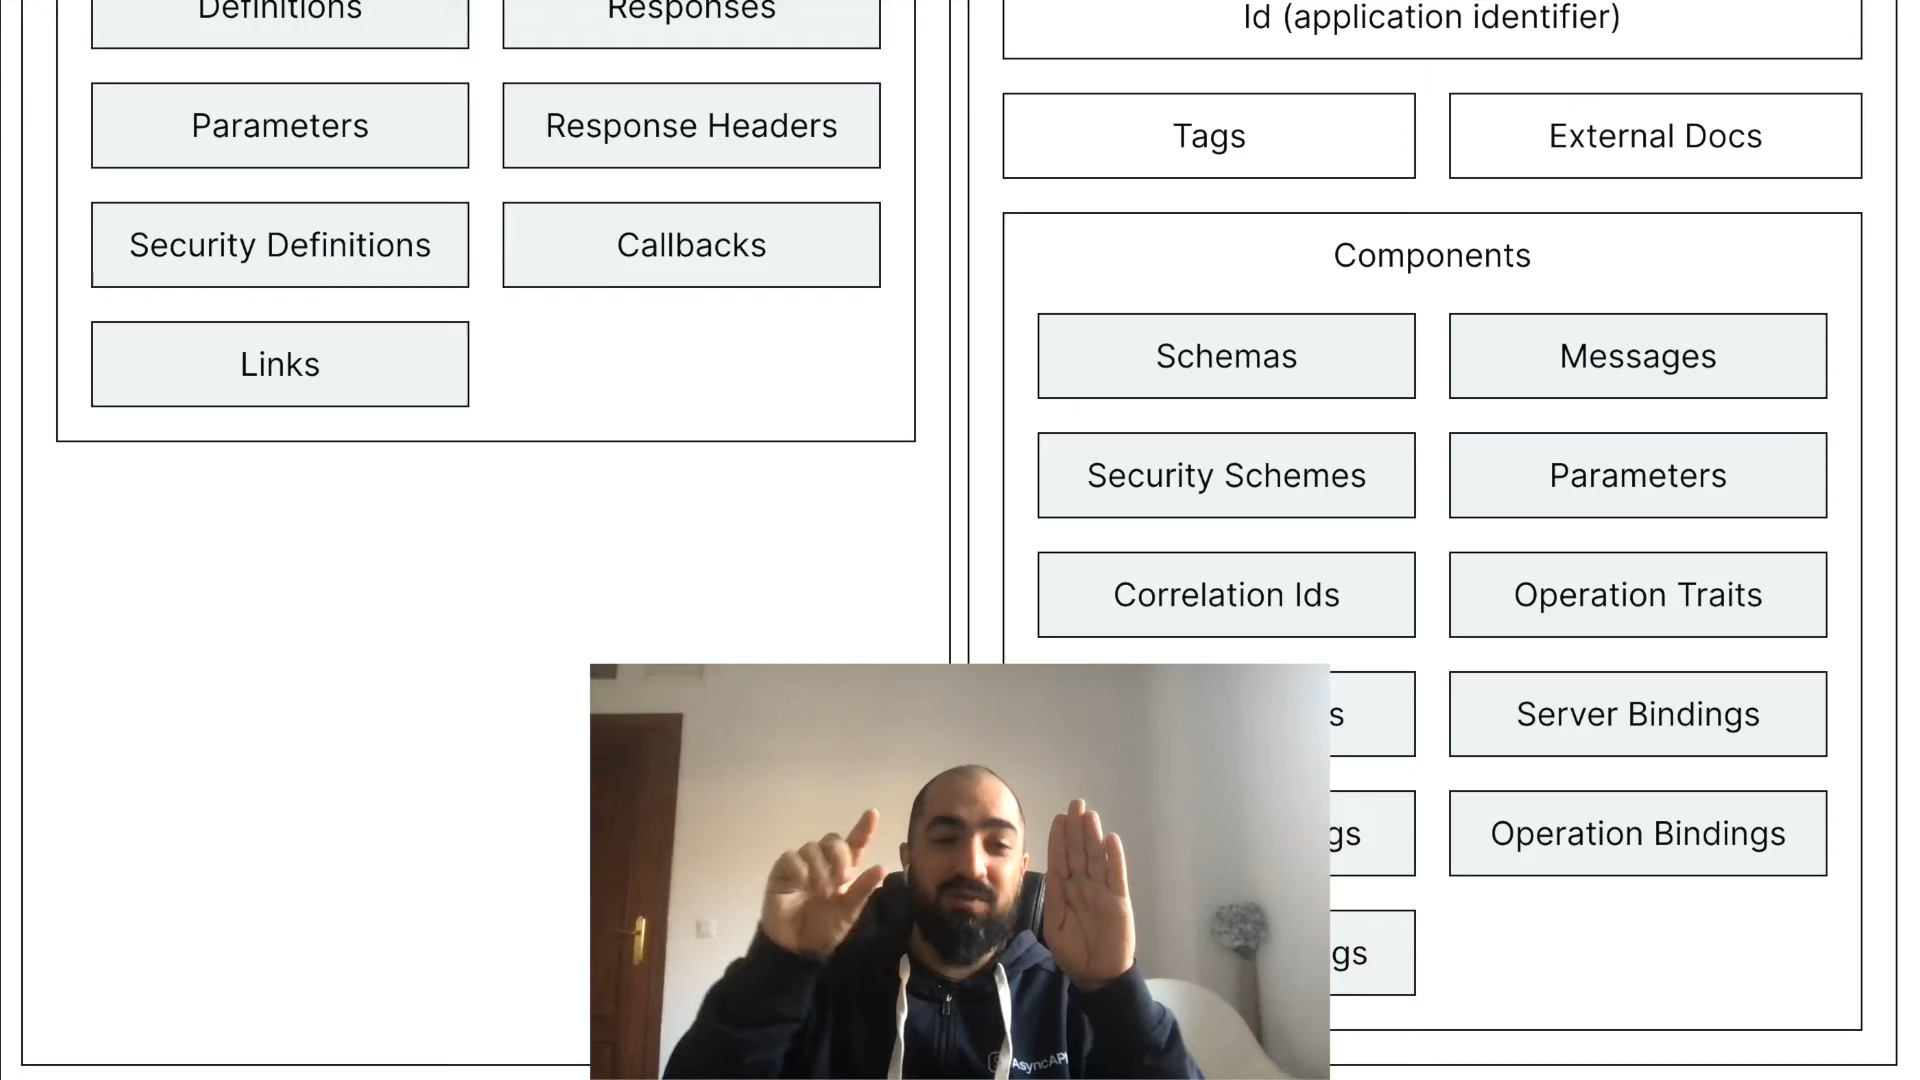 Definitions
Responses
Parameters
Response Headers
Security Definitions
Callbacks
Links
Id (application identifier)
Tags
External Docs
Components
Schemas
Messages
Security Schemes
Parameters
Correlation Ids
Operation Traits
s
Server Bindings
gs
Operation Bindings
gs
AsyncAPI